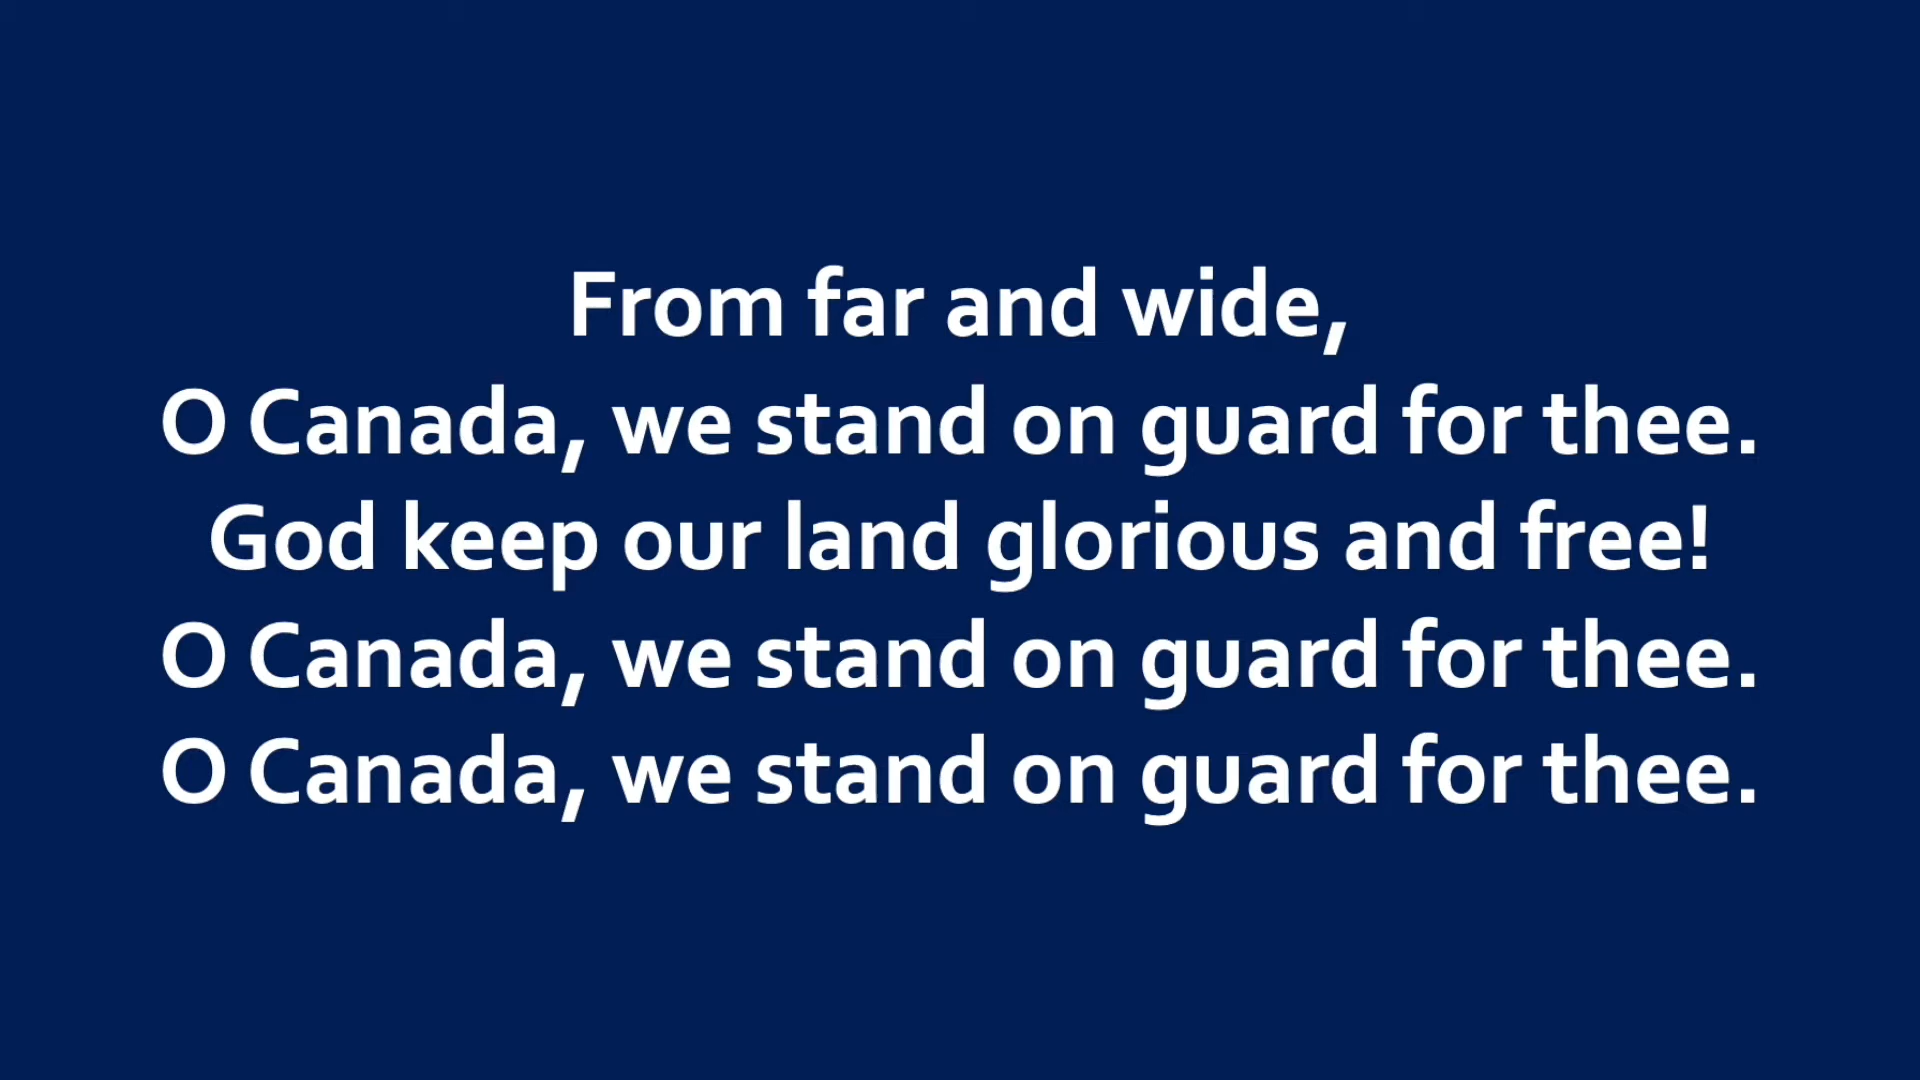 From far and wide,
O Canada, we stand on guard for thee.
God keep our land glorious and free!
O Canada, we stand on guard for thee.
O Canada, we stand on guard for thee.